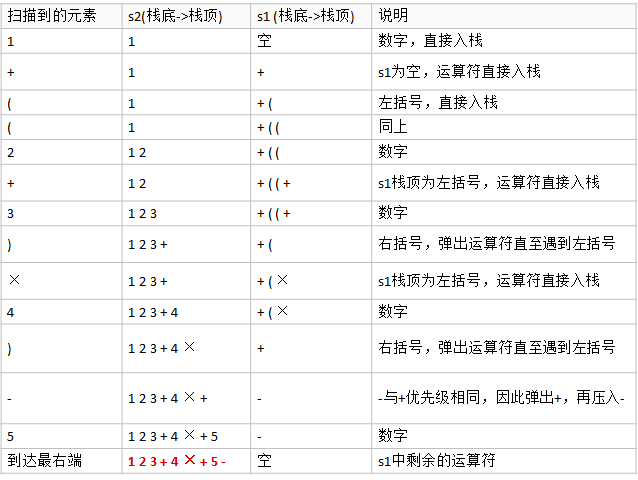 扫描到的元素 s2(栈底->栈顶) s1 (栈底->栈顶) 说明
1 1 空 数字，直接入栈
+ 1 + s1为空，运算符直接入栈
( 1 + ( 左括号，直接入栈
( 1 + ( ( 同上
2 1 2 + ( ( 数字
+ 1 2 + ( ( + s1栈顶为左括号，运算符直接入栈
3 1 2 3 + ( ( + 数字
) 1 2 3 + + ( 右括号，弹出运算符直至遇到左括号
× 1 2 3 + + ( × s1栈顶为左括号，运算符直接入栈
4 1 2 3 + 4 + ( × 数字
) 1 2 3 + 4 × + 右括号，弹出运算符直至遇到左括号
- 1 2 3 + 4 × + - -与+优先级相同，因此弹出+，再压入-
5 1 2 3 + 4 × + 5 - 数字
到达最右端 1 2 3 + 4 × + 5 - 空 s1中剩余的运算符